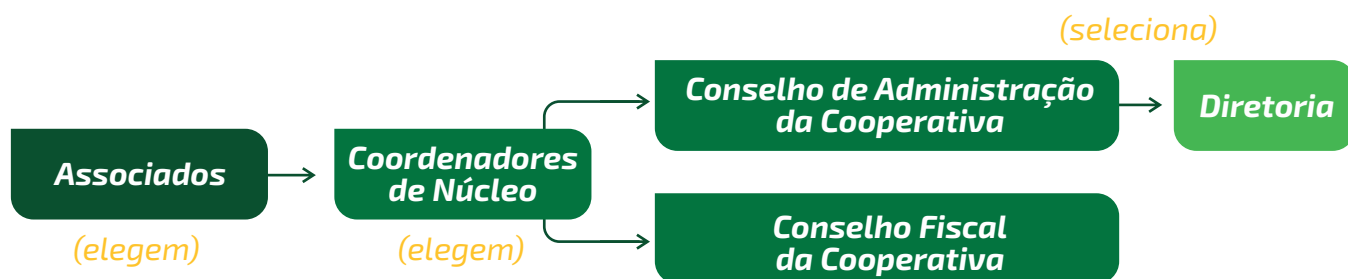 (seleciona)
Conselho de Administração
da Cooperativa
Diretoria
Associados
(elegem)
Coordenadores
de Núcleo
(elegem)
Conselho Fiscal
da Cooperativa